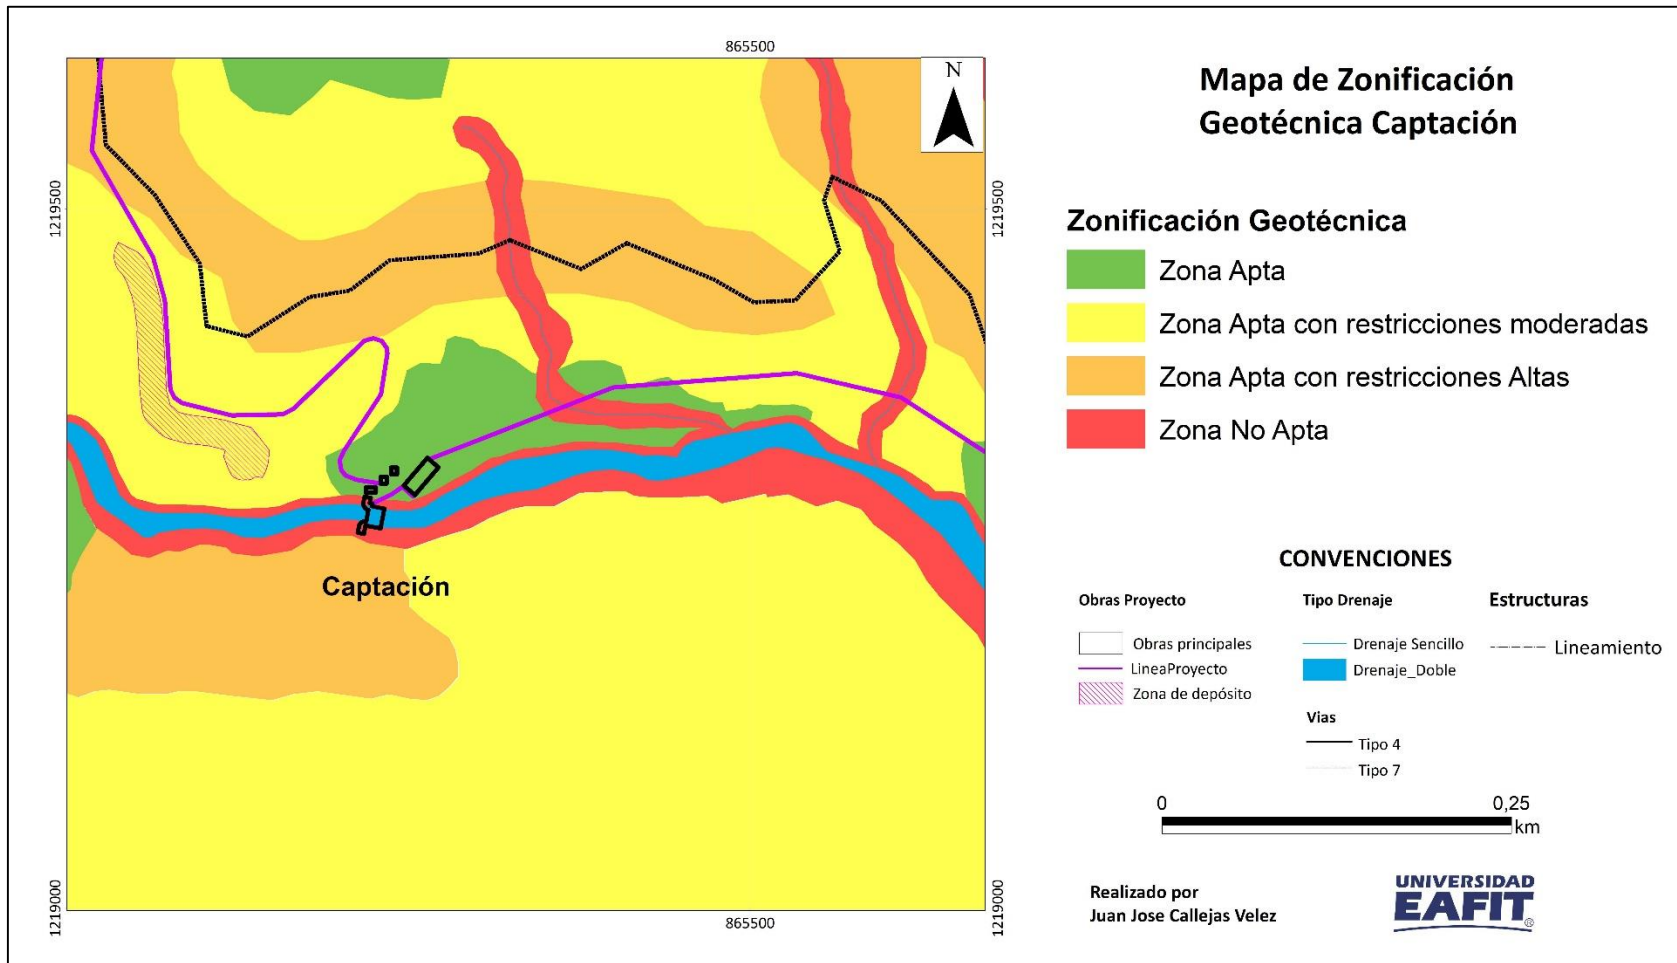 865500
N
1219500
1219500
Captación
1219000
1219000
865500
Mapa de Zonificación
Geotécnica Captación
Zonificación Geotécnica
Zona Apta
Zona Apta con restricciones moderadas
Zona Apta con restricciones Altas
Zona No Apta
CONVENCIONES
Obras Proyecto
Obras principales
LineaProyecto
Zona de depósito
Tipo Drenaje
Drenaje Sencillo
Drenaje_Doble
Vias
Tipo 4
Tipo 7
Estructuras
Lineamiento
0 0,25
km
Realizado por
Juan Jose Callejas Velez
UNIVERSIDAD
EAFIT®